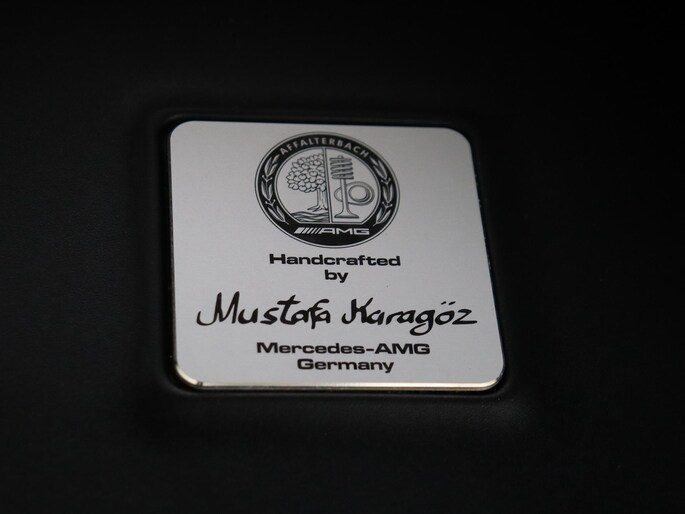 AFFALTERBACH
AMG
Handcrafted
by
Mustafa Karagöz
Mercedes-AMG
Germany